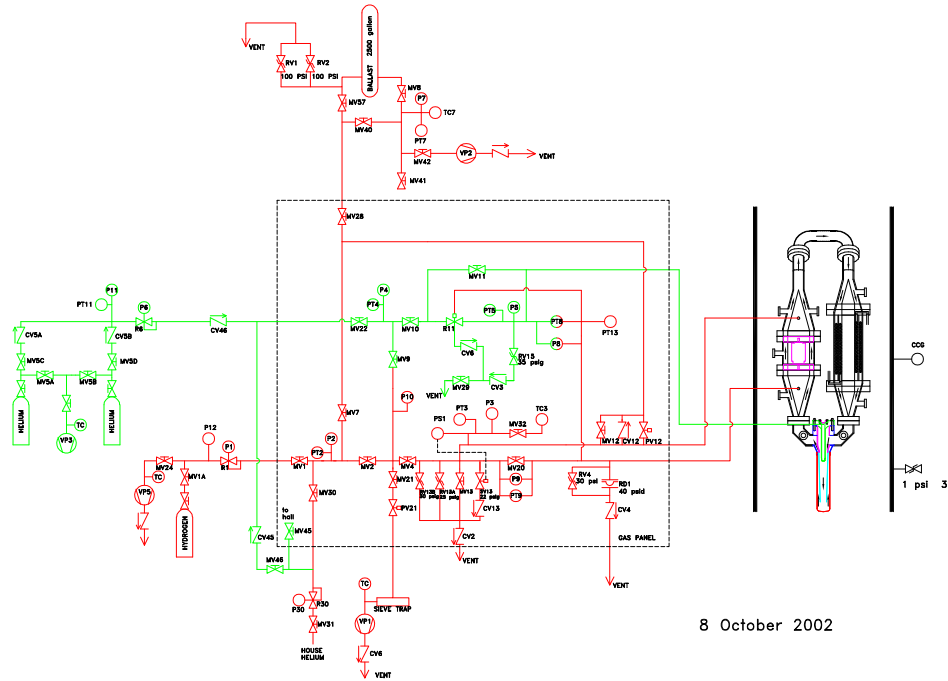 BALLAST 2500 gallon
VENT
RV1
100 PSI
RV2
100 PSI
MV57
MV8
P7
TC7
PT7
MV40
MV42
VP2
VENT
MV41
MV28
MV11
P11
PT11
P6
R6
CV46
P4
PT4
MV22
MV10
R11
PT5
PT8
PT13
P8
CV5A
CV5B
MV5C
MV5D
MV5A
MV5B
HELIUM
TC
VP3
HELIUM
MV9
CV6
RV15
35 psig
MV29
CV3
VENT
CCG
P10
MV7
PS1
PT3
P3
MV32
TC3
MV12
CV12
PV12
P12
P1
R1
MV24
TC
MV1A
VP5
HYDROGEN
MV1
PT2
P2
MV2
MV4
MV20
P9
PT9
RV4
30 psi
RD1
40 psid
MV30
MV21
PV21
RV13A
MV13
RV13
CV13
CV2
VENT
CV4
GAS PANEL
VENT
to
hall
MV45
CV45
MV46
P30
R30
MV31
HOUSE
HELIUM
TC
SIEVE TRAP
VP1
CV6
VENT
1 psi 3
8 October 2002